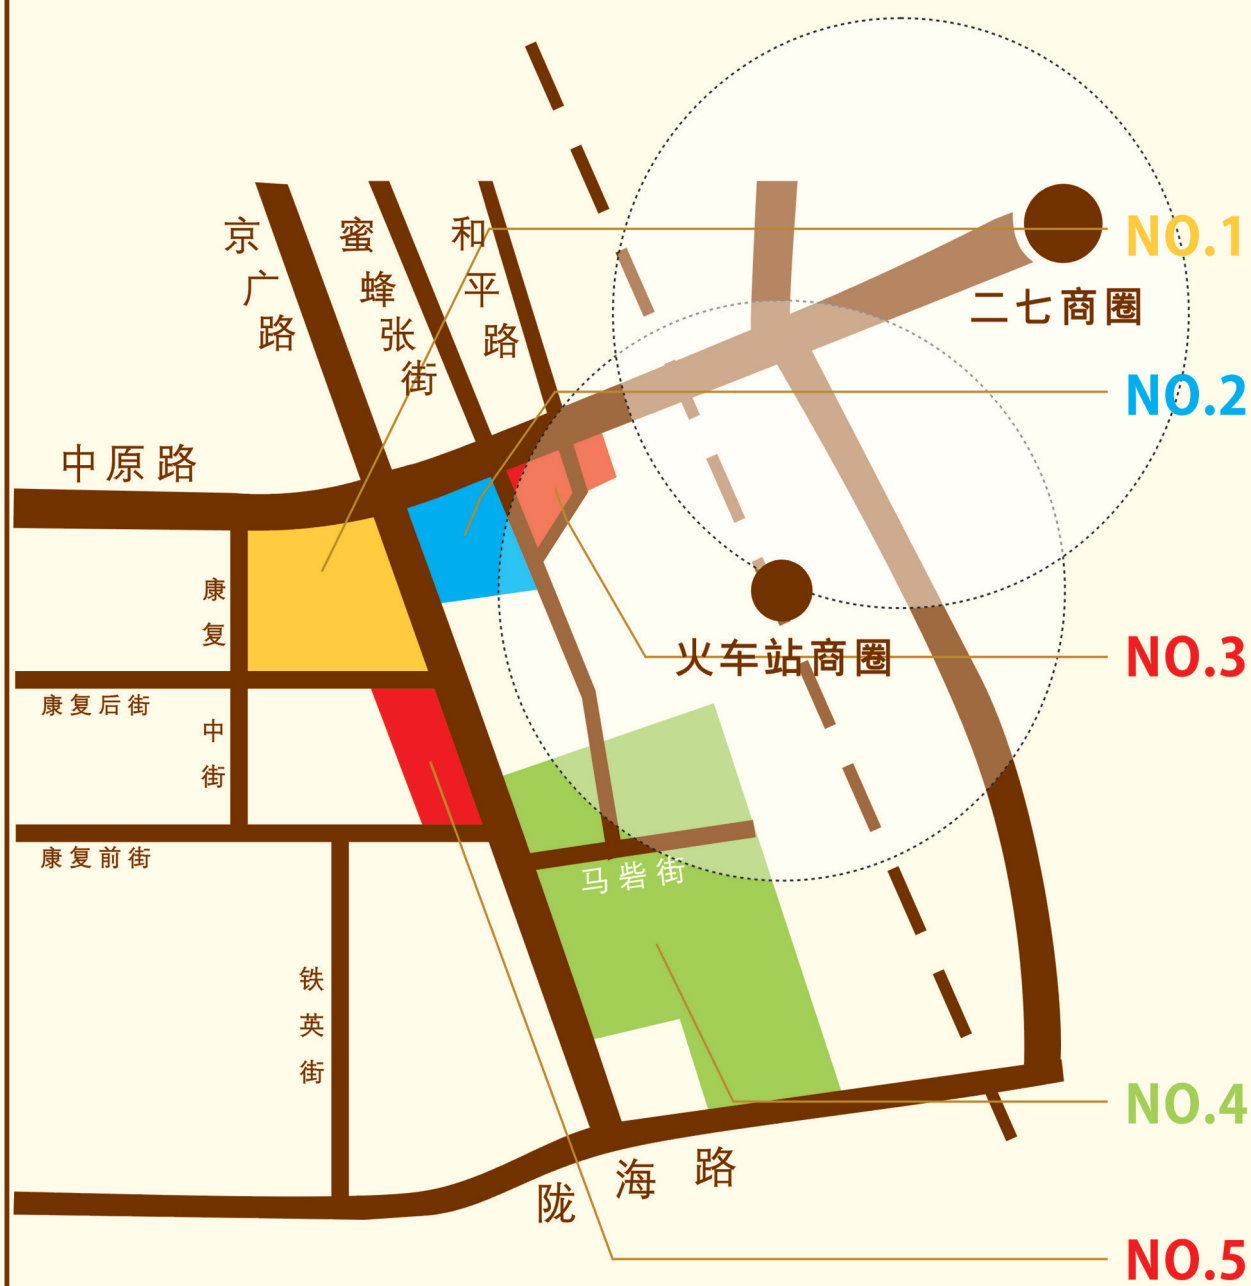 京广路
蜜蜂张街
和平路
NO.1
二七商圈
NO.2
中原路
康复中街
火车站商圈
NO.3
康复后街
康复前街
马砦街
铁英街
NO.4
陇海路
NO.5